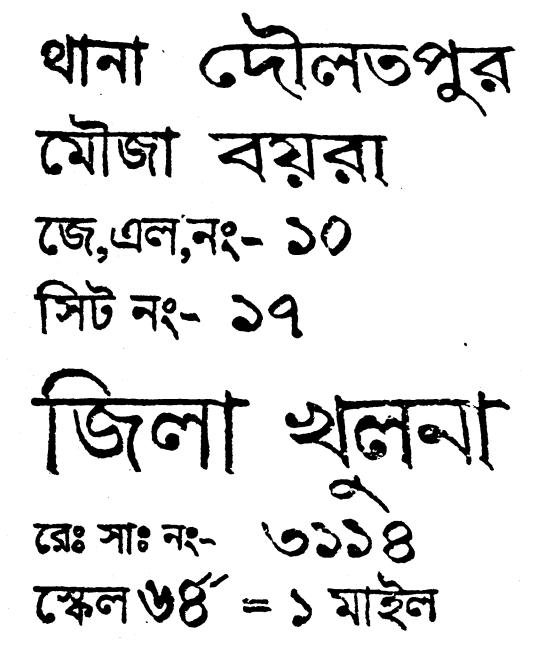 থানা দৌলতপুর
মৌজা বয়রা
জে,এল,নং- ১০
সিট নং- ১৭
জিলা খুলনা
রেঃ সাঃ নং- ৩১১৪
স্কেল ৬৪″ = ১ মাইল